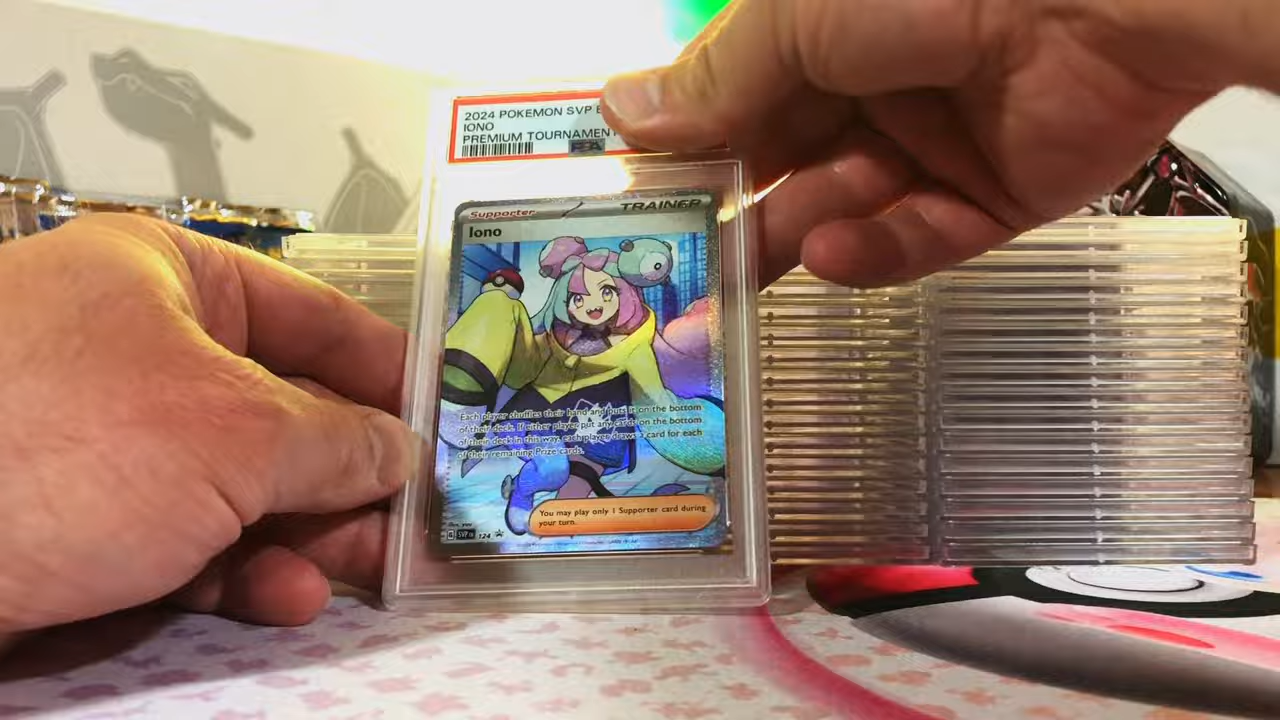 2024 POKEMON SVP
IONO
PREMIUM TOURNAMENT
PSA
Supporter
TRAINER
Iono
Each player shuffles their hand and puts it on the bottom
of their deck. If either player put any cards on the bottom
of their deck in this way, each player draws a card for each
of their remaining Prize cards.
You may play only 1 Supporter card during
your turn.
SVP EN 124